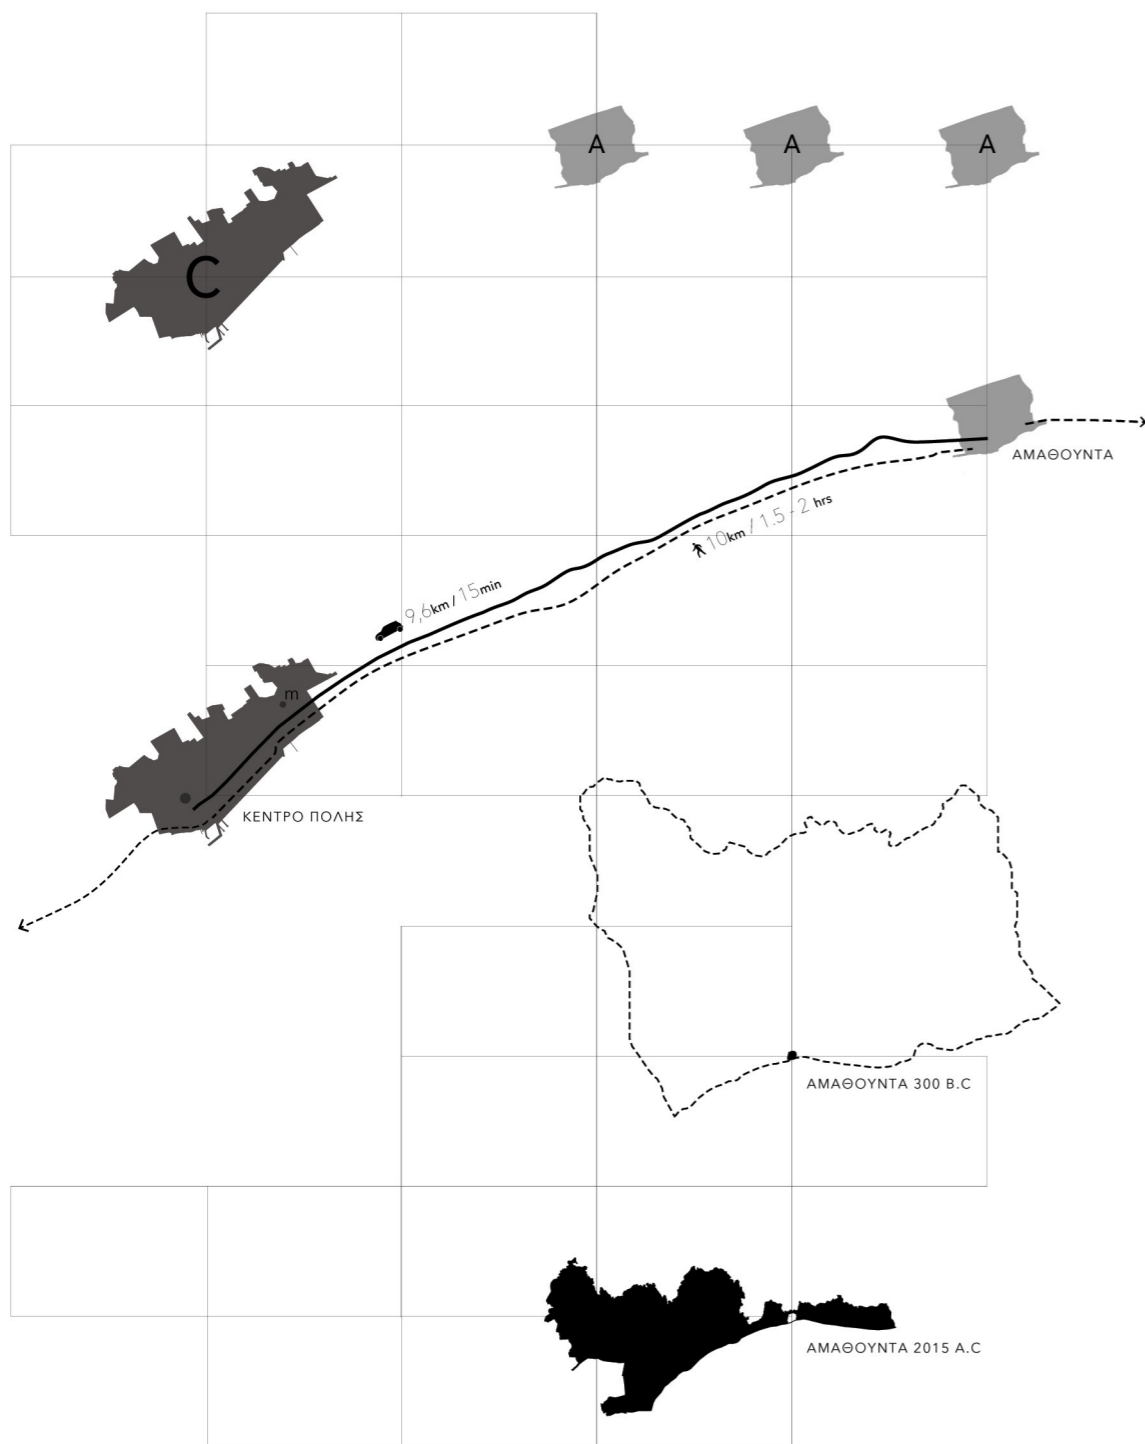 A A A
C
ΑΜΑΘΟΥΝΤΑ
10km / 1.5 - 2 hrs
9,6km / 15min
m
ΚΕΝΤΡΟ ΠΟΛΗΣ
ΑΜΑΘΟΥΝΤΑ 300 B.C
ΑΜΑΘΟΥΝΤΑ 2015 A.C